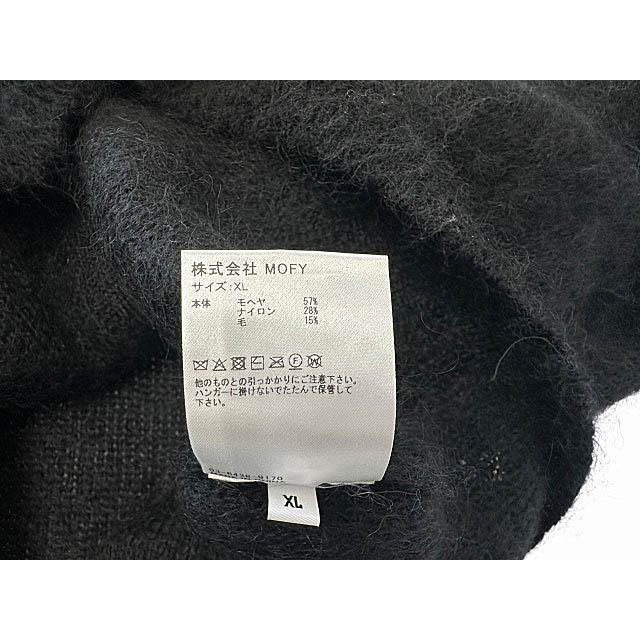 株式会社 MOFY
サイズ:XL
本体 モヘヤ 57%
ナイロン 28%
毛 15%
他のものとの引っかかりにご注意下さい。
ハンガーに掛けないでたたんで保管して
下さい。
03-6436-9170
XL